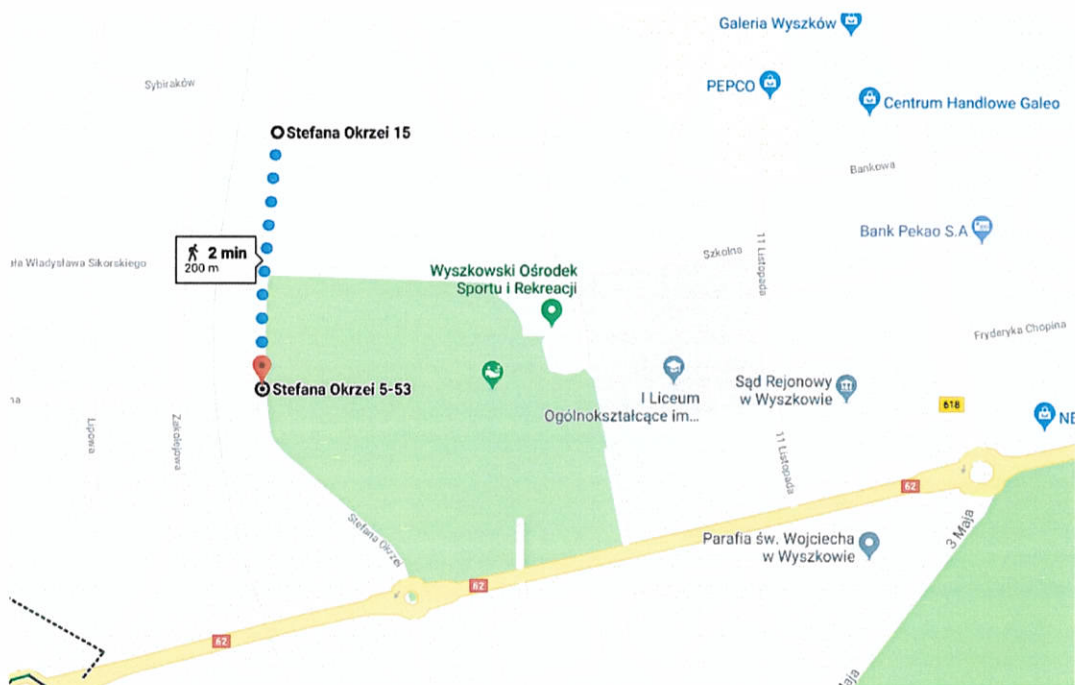 Galeria Wyszków
Sybiraków
PEPCO
Centrum Handlowe Galeo
Stefana Okrzei 15
Bankowa
2 min
200 m
Bank Pekao S.A
Szkolna
11 Listopada
Władysława Sikorskiego
Wyszkowski Ośrodek
Sportu i Rekreacji
Fryderyka Chopina
Stefana Okrzei 5-53
I Liceum
Ogólnokształcące im...
Sąd Rejonowy
w Wyszkowie
618
NE
Lipowa
Zakolejowa
11 Listopada
62
Stefana Okrzei
3 Maja
Parafia św. Wojciecha
w Wyszkowie
62
62